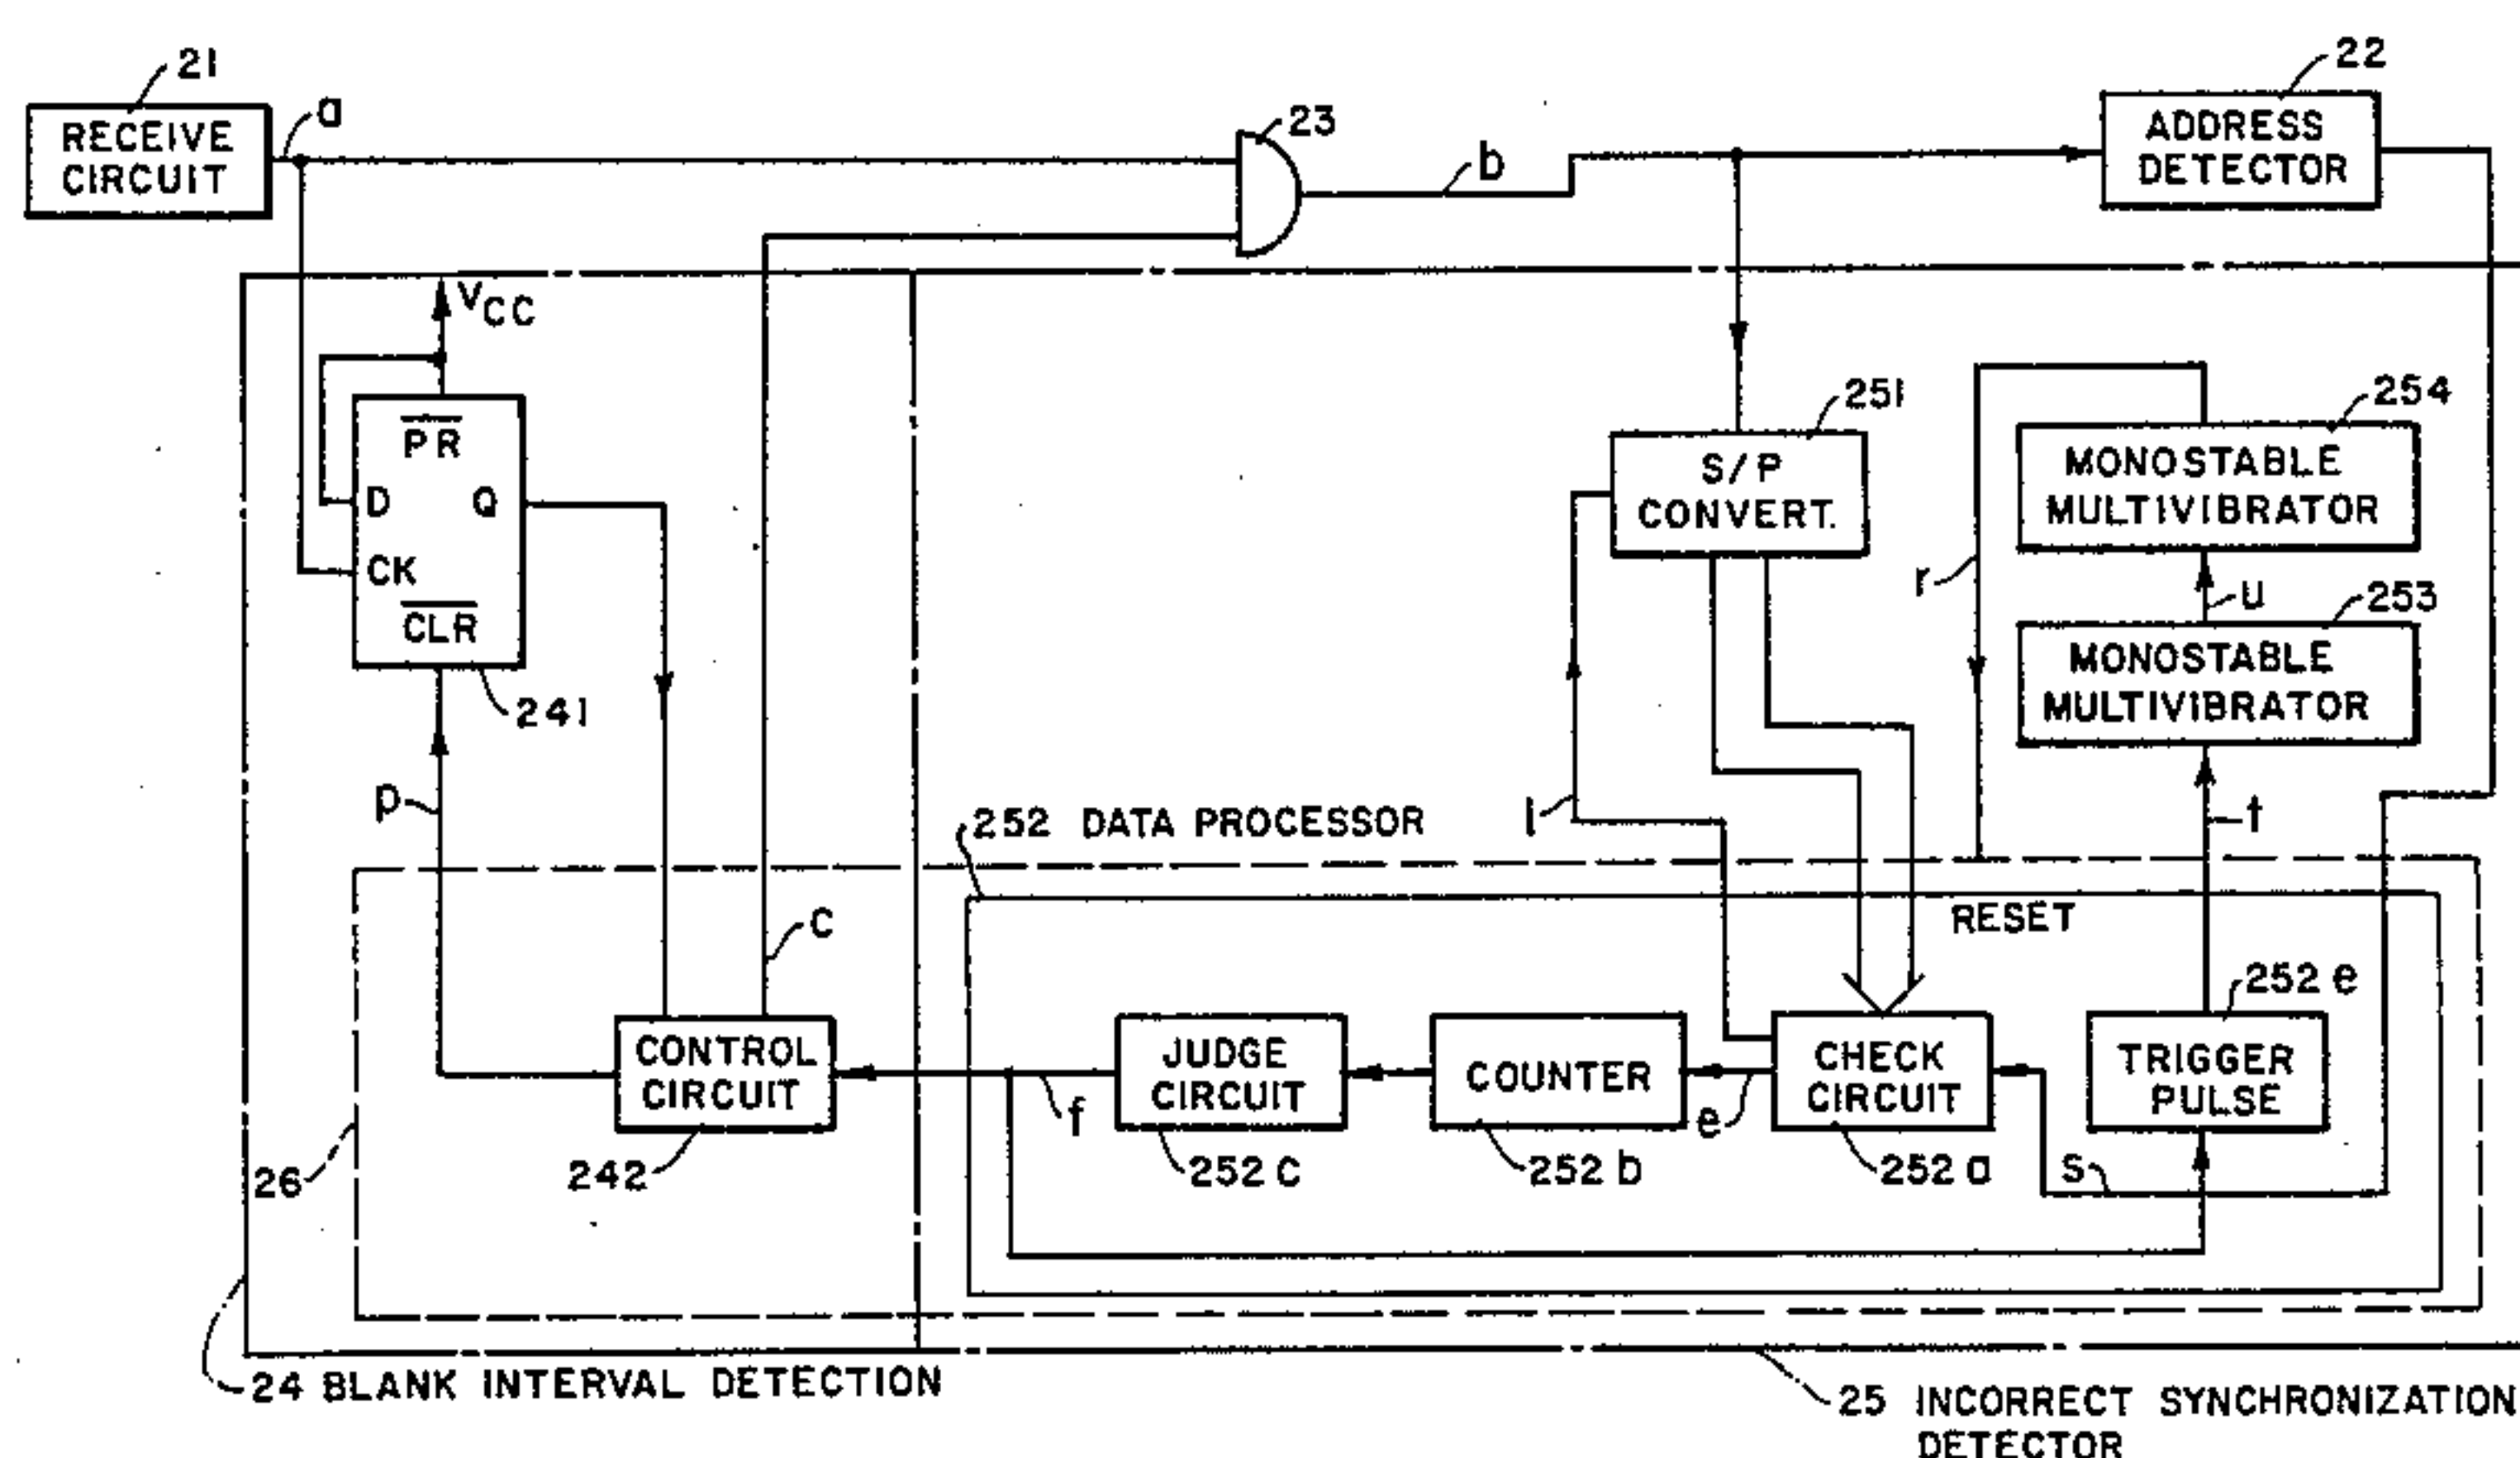 21
RECEIVE
CIRCUIT
a
23
b
22
ADDRESS
DETECTOR
VCC
PR
D Q
CK
CLR
241
p
c
251
S/P
CONVERT.
l
r
254
MONOSTABLE
MULTIVIBRATOR
u
253
MONOSTABLE
MULTIVIBRATOR
t
252 DATA PROCESSOR
RESET
CONTROL
CIRCUIT
242
f
JUDGE
CIRCUIT
252 c
COUNTER
252 b
e
CHECK
CIRCUIT
252 a
s
252 e
TRIGGER
PULSE
26
24 BLANK INTERVAL DETECTION
25 INCORRECT SYNCHRONIZATION
DETECTOR